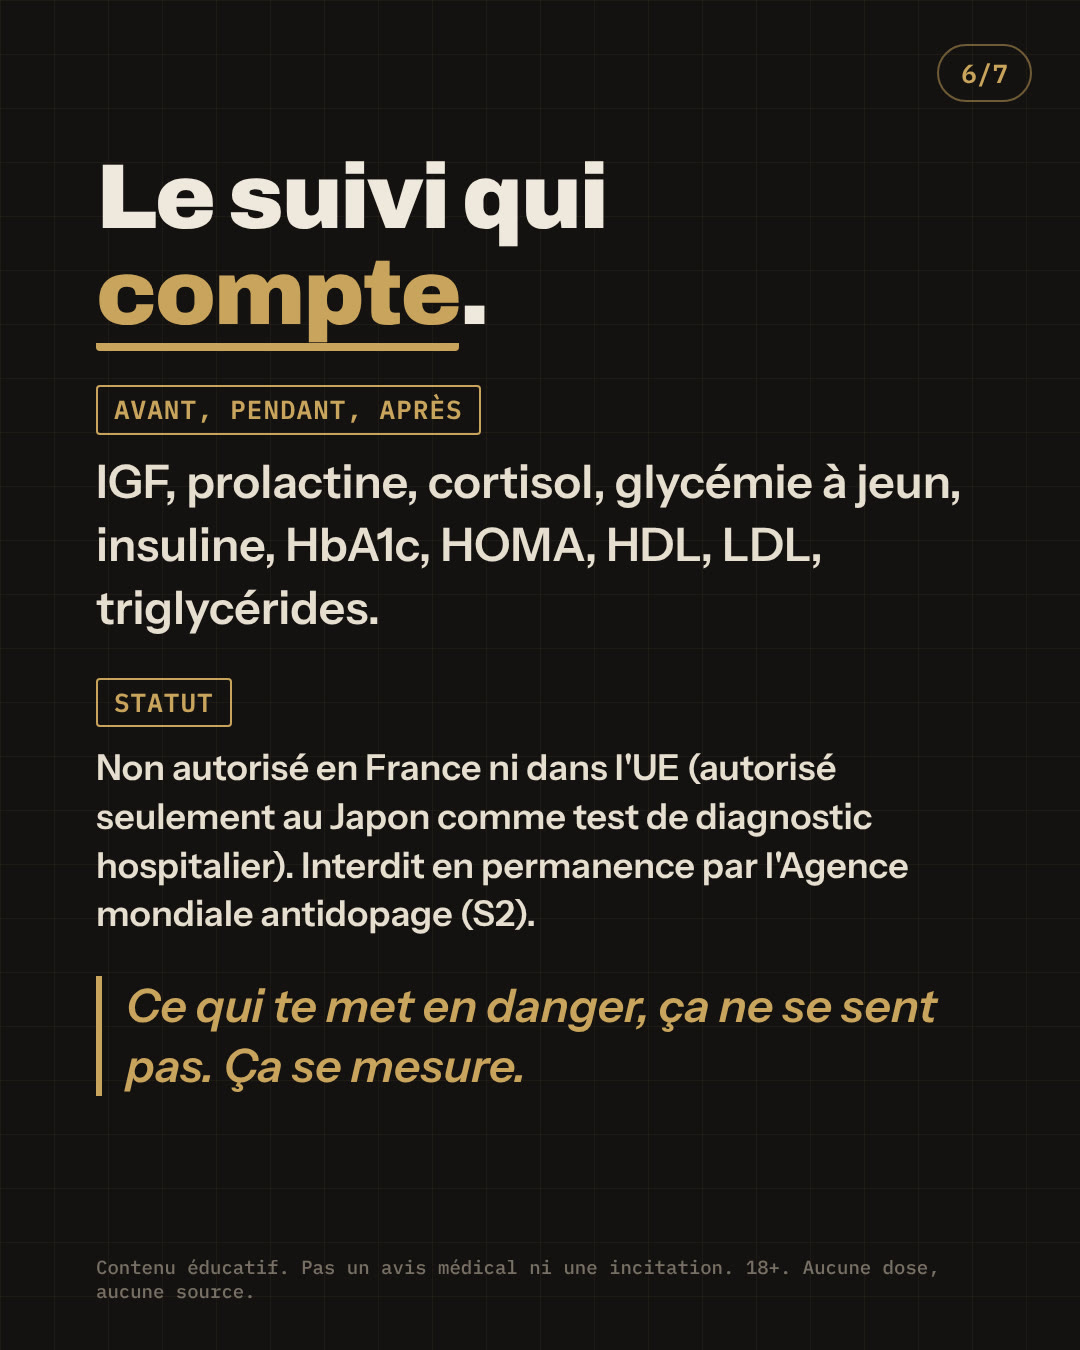 6/7
Le suivi qui
compte.
AVANT, PENDANT, APRÈS
IGF, prolactine, cortisol, glycémie à jeun,
insuline, HbA1c, HOMA, HDL, LDL,
triglycérides.
STATUT
Non autorisé en France ni dans l'UE (autorisé
seulement au Japon comme test de diagnostic
hospitalier). Interdit en permanence par l'Agence
mondiale antidopage (S2).
Ce qui te met en danger, ça ne se sent
pas. Ça se mesure.
Contenu éducatif. Pas un avis médical ni une incitation. 18+. Aucune dose,
aucune source.